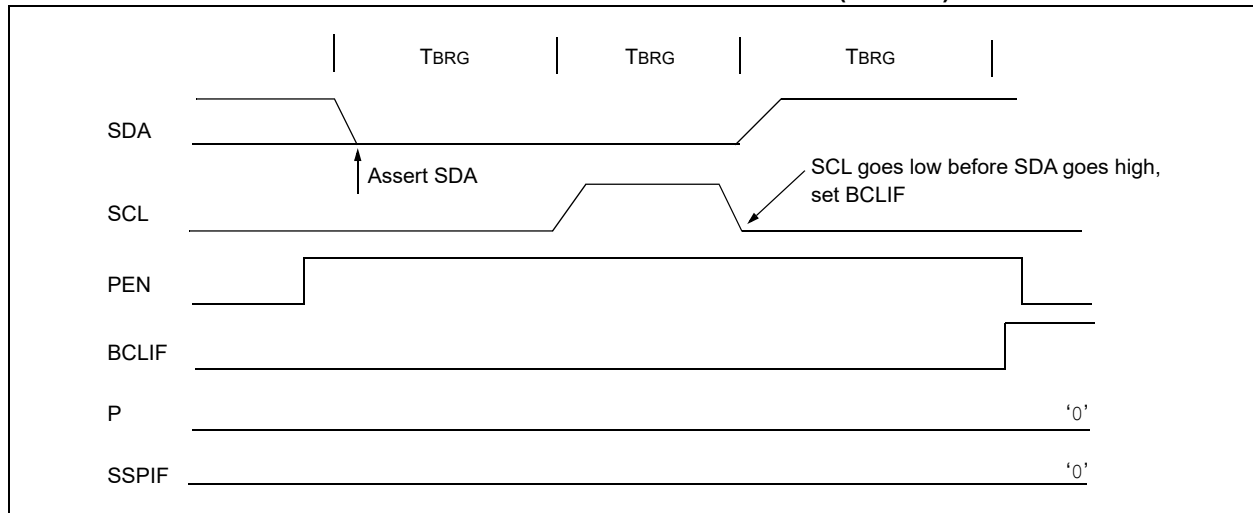 TBRG TBRG TBRG
SDA
Assert SDA
SCL goes low before SDA goes high,
set BCLIF
SCL
PEN
BCLIF
P
‘0’
SSPIF
‘0’